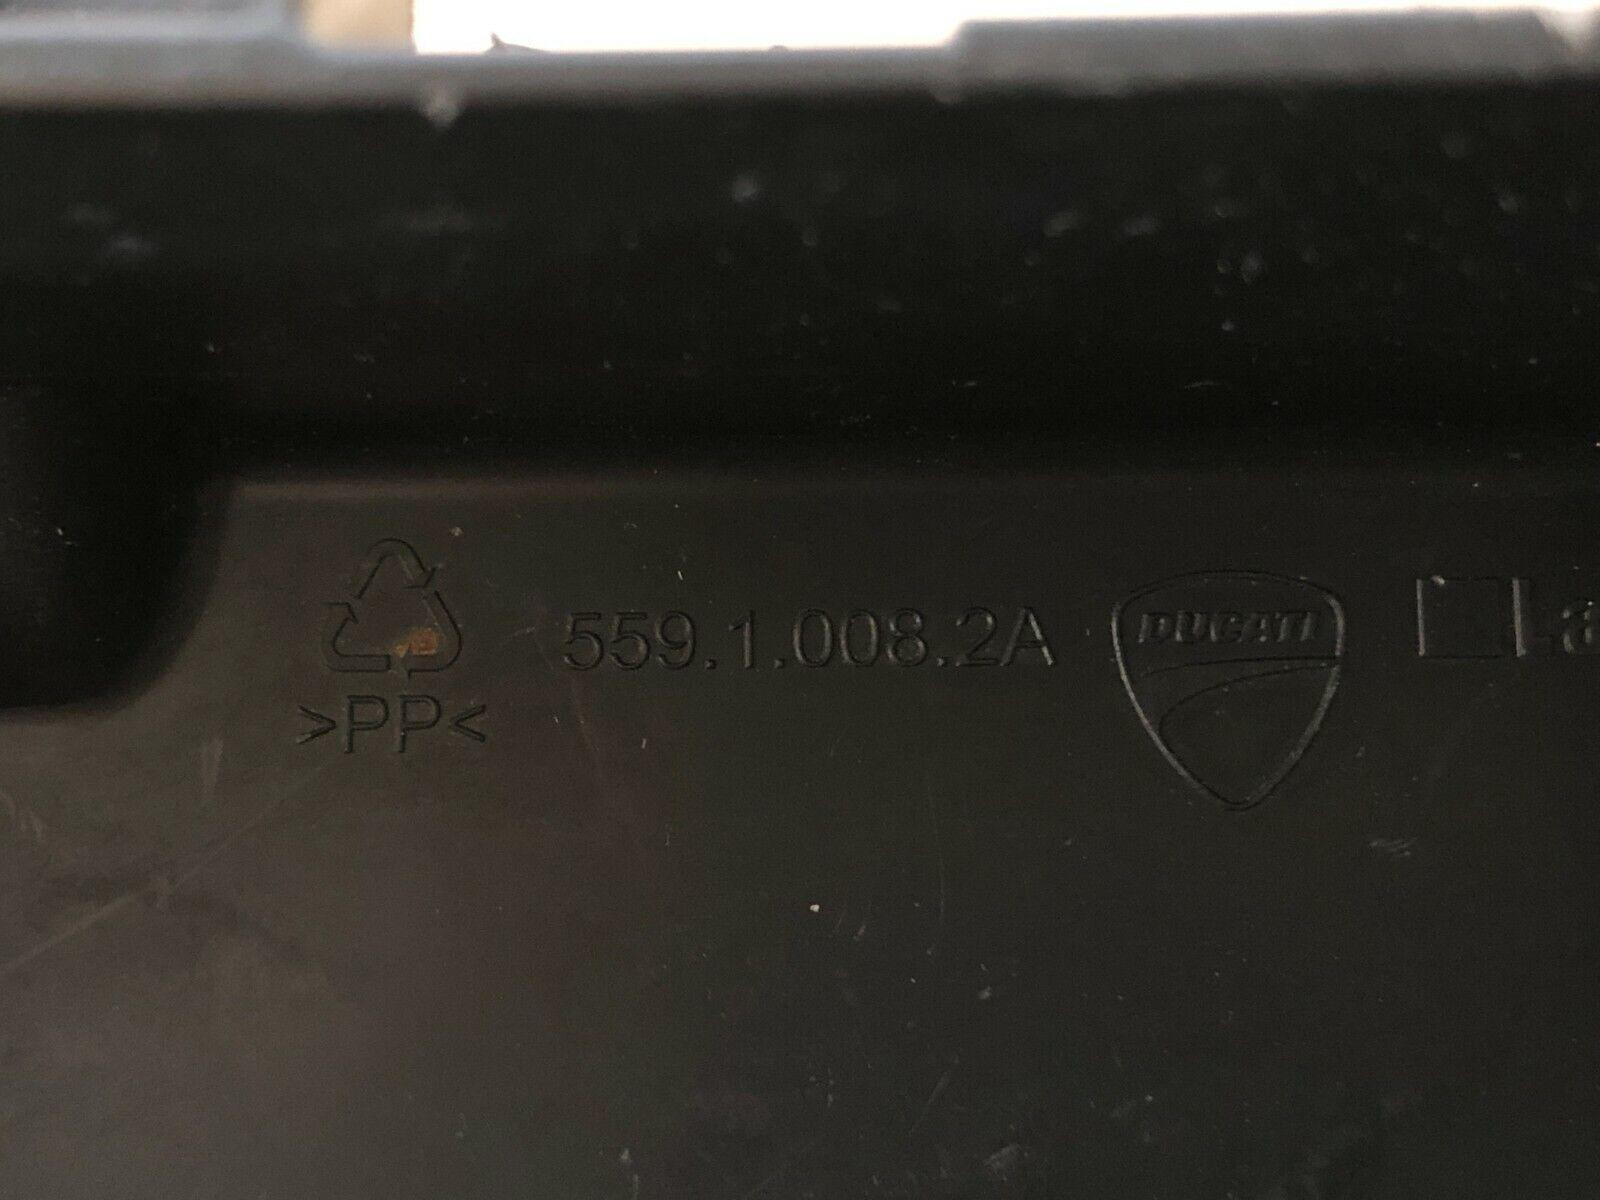 559.1.008.2A
DUCATI
>PP<